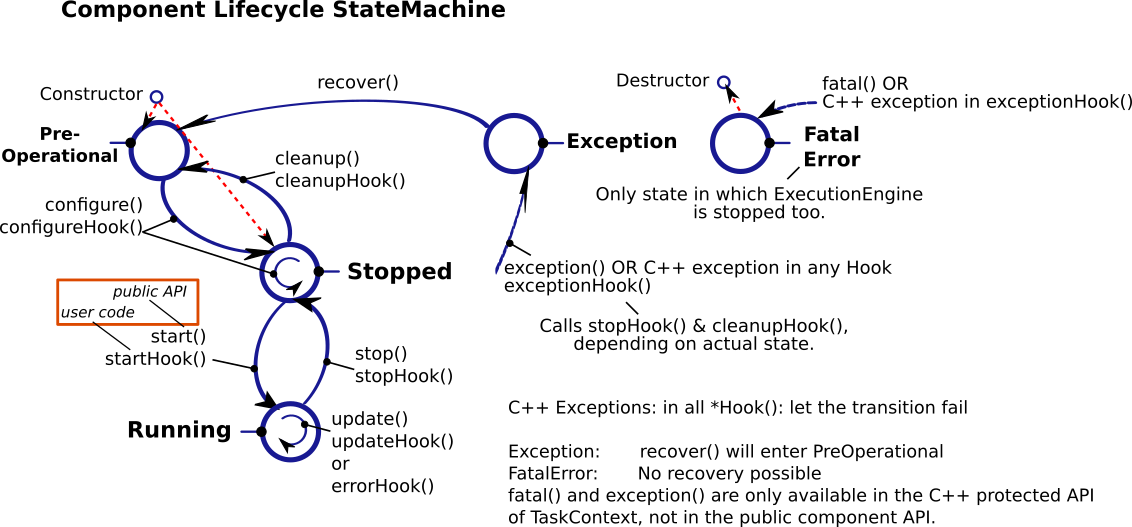 Component Lifecycle StateMachine
recover()
Constructor
Destructor
fatal() OR
C++ exception in exceptionHook()
Pre-
Operational
Exception
Fatal
Error
cleanup()
cleanupHook()
Only state in which ExecutionEngine
is stopped too.
configure()
configureHook()
Stopped
exception() OR C++ exception in any Hook
exceptionHook()
public API
user code
Calls stopHook() & cleanupHook(),
depending on actual state.
start()
startHook()
stop()
stopHook()
Running
update()
updateHook()
or
errorHook()
C++ Exceptions: in all *Hook(): let the transition fail
Exception: recover() will enter PreOperational
FatalError: No recovery possible
fatal() and exception() are only available in the C++ protected API
of TaskContext, not in the public component API.